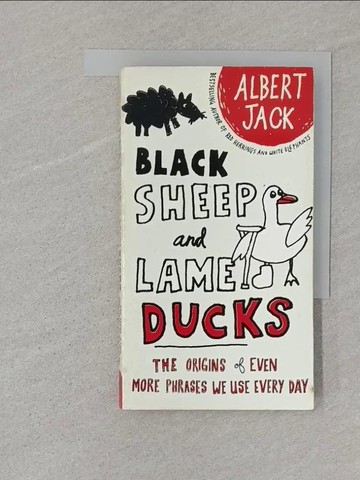 ALBERT
JACK
BESTSELLING AUTHOR OF RED HERRINGS AND WHITE ELEPHANTS
BLACK
SHEEP
and
LAME
DUCKS
THE ORIGINS of EVEN
MORE PHRASES WE USE EVERY DAY